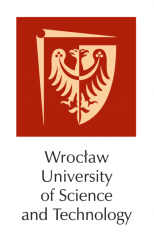 Wrocław
University
of Science
and Technology